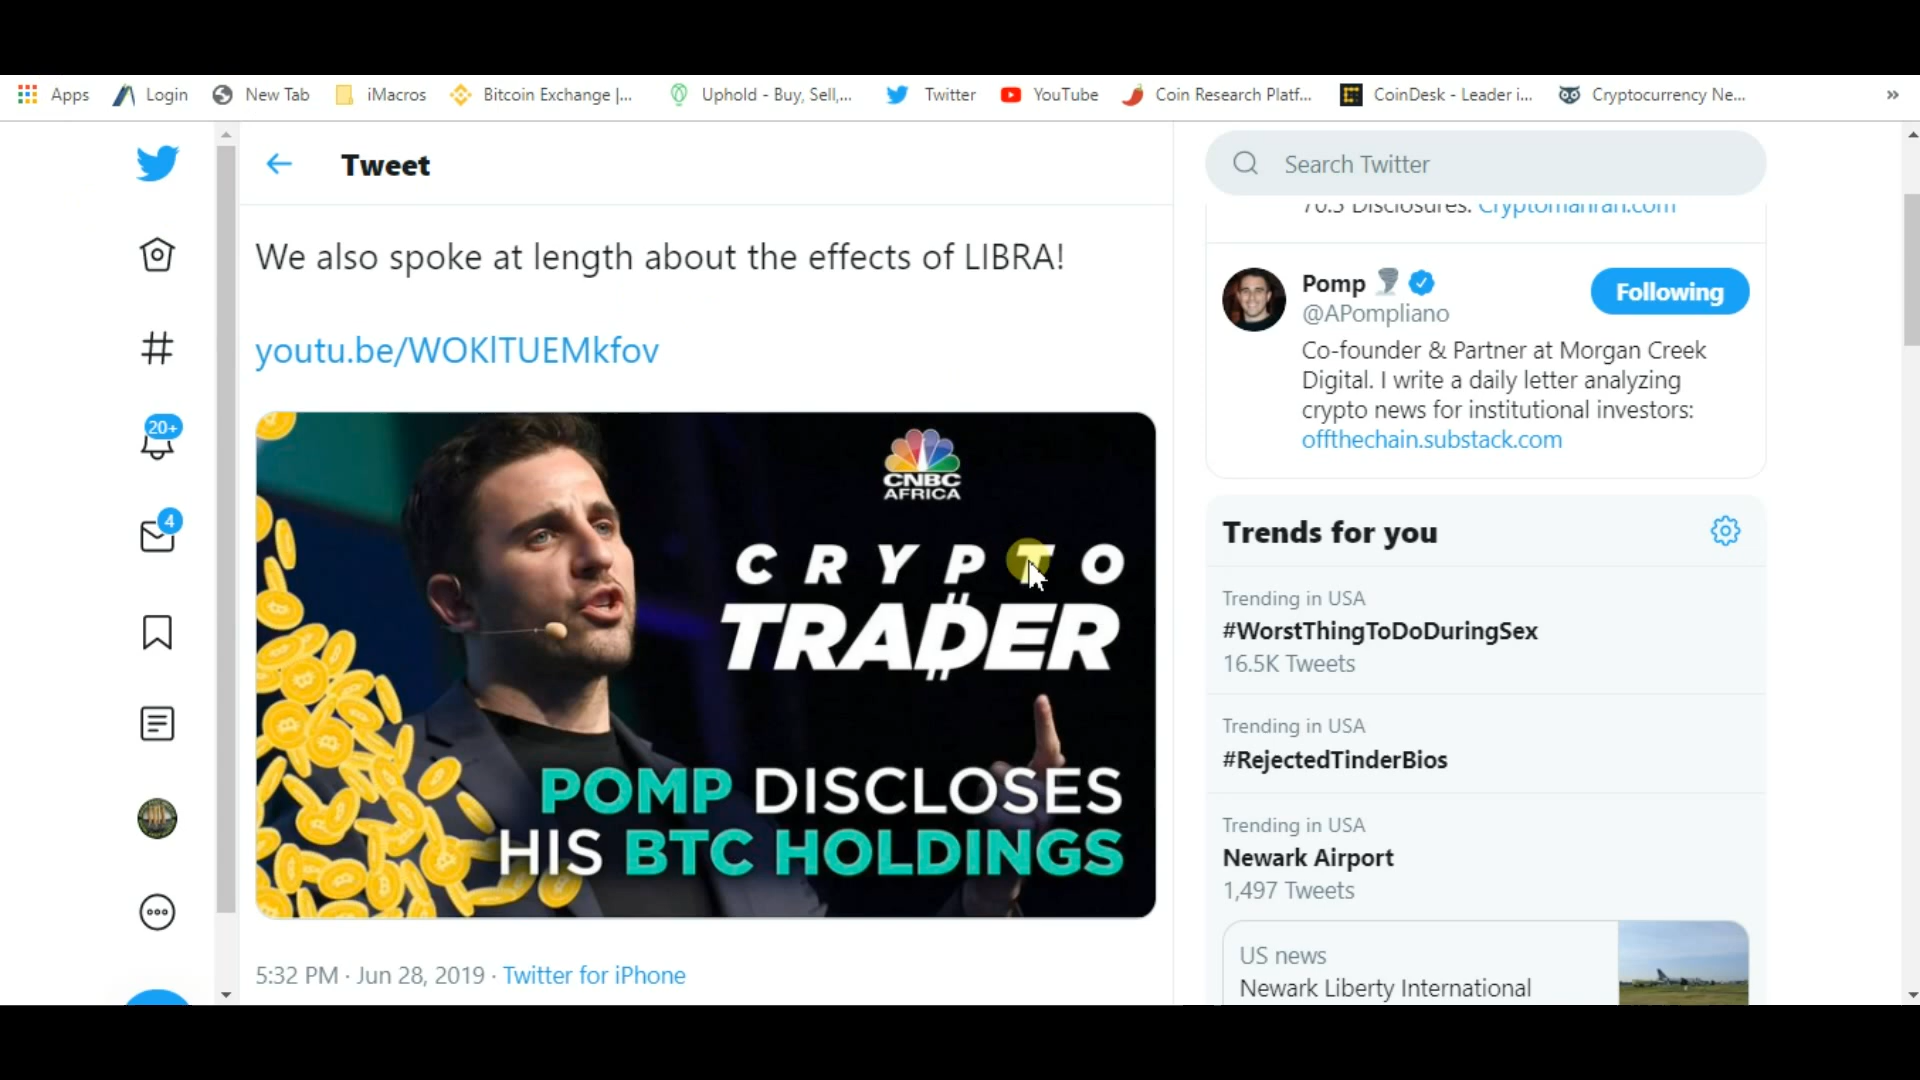 Apps Login New Tab iMacros Bitcoin Exchange |... Uphold - Buy, Sell,... Twitter YouTube Coin Research Platf... CoinDesk - Leader i... Cryptocurrency Ne... »
Tweet
Search Twitter
We also spoke at length about the effects of LIBRA!
youtu.be/WOKlTUEMkfov
CNBC
AFRICA
CRYPTO
TRADER
POMP DISCLOSES
HIS BTC HOLDINGS
5:32 PM · Jun 28, 2019 · Twitter for iPhone
20+
4
70.5 Disclosures. Cryptomanran.com
Pomp
@APompliano
Following
Co-founder & Partner at Morgan Creek
Digital. I write a daily letter analyzing
crypto news for institutional investors:
offthechain.substack.com
Trends for you
Trending in USA
#WorstThingToDoDuringSex
16.5K Tweets
Trending in USA
#RejectedTinderBios
Trending in USA
Newark Airport
1,497 Tweets
US news
Newark Liberty International